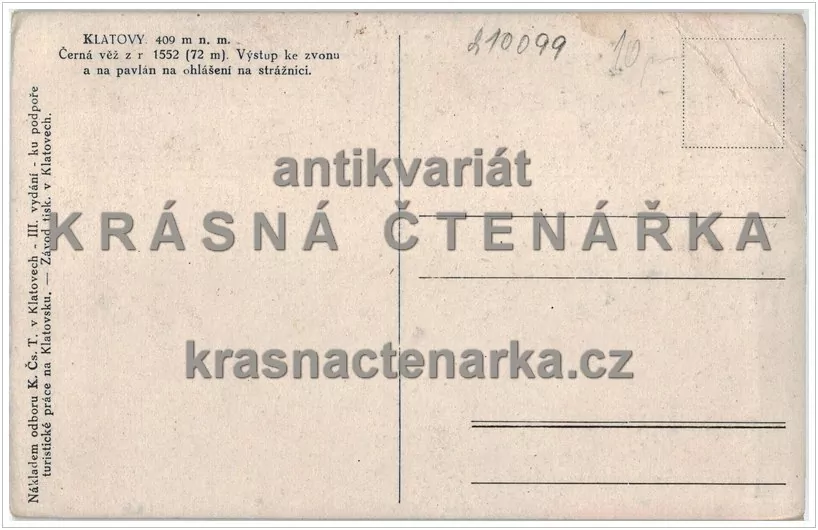 KLATOVY 409 m n. m.
Černá věž z r 1552 (72 m). Výstup ke zvonu
a na pavlán na ohlášení na strážnici.
210099
10,-
antikvariát
KRÁSNÁ ČTENÁŘKA
krasnactenarka.cz
Nákladem odboru K. Čs. T. v Klatovech - III. vydání - ku podpoře
turistické práce na Klatovsku. — Závod tisk. v Klatovech.